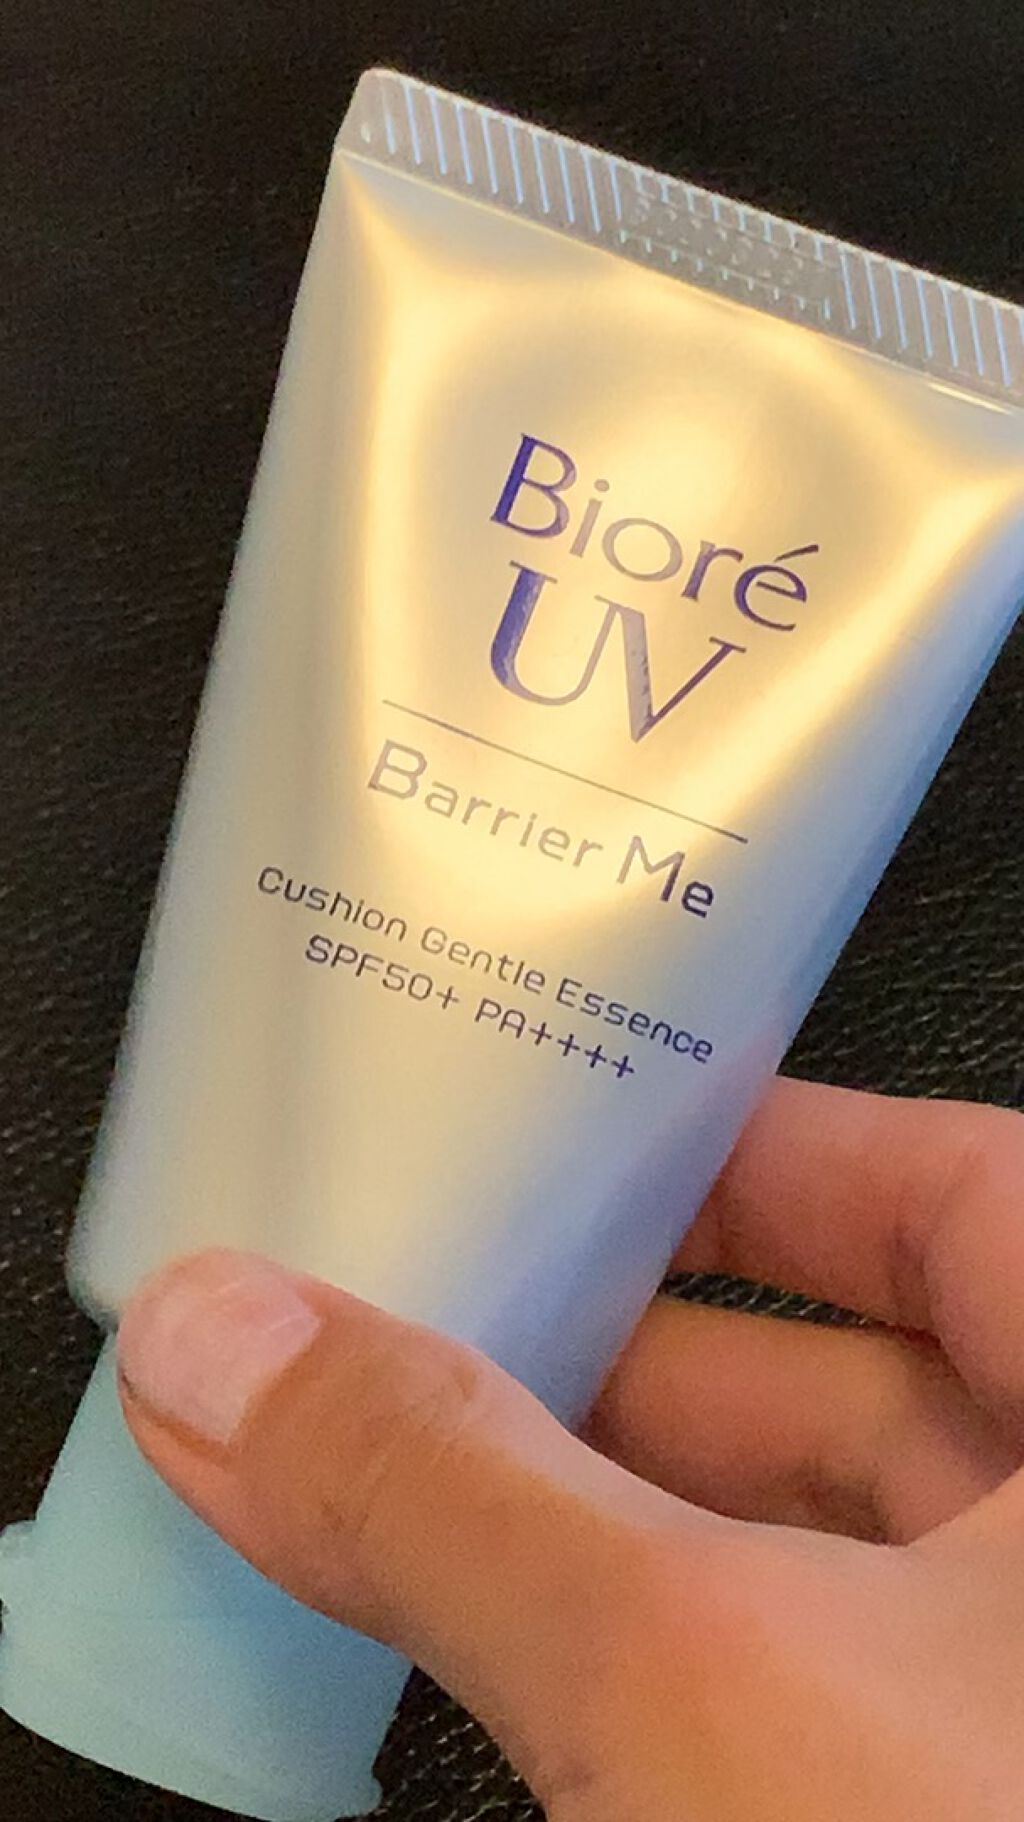 Bioré
UV
Barrier Me
Cushion Gentle Essence
SPF50+ PA++++